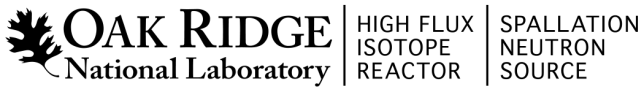 OAK RIDGE
National Laboratory
HIGH FLUX
ISOTOPE
REACTOR
SPALLATION
NEUTRON
SOURCE